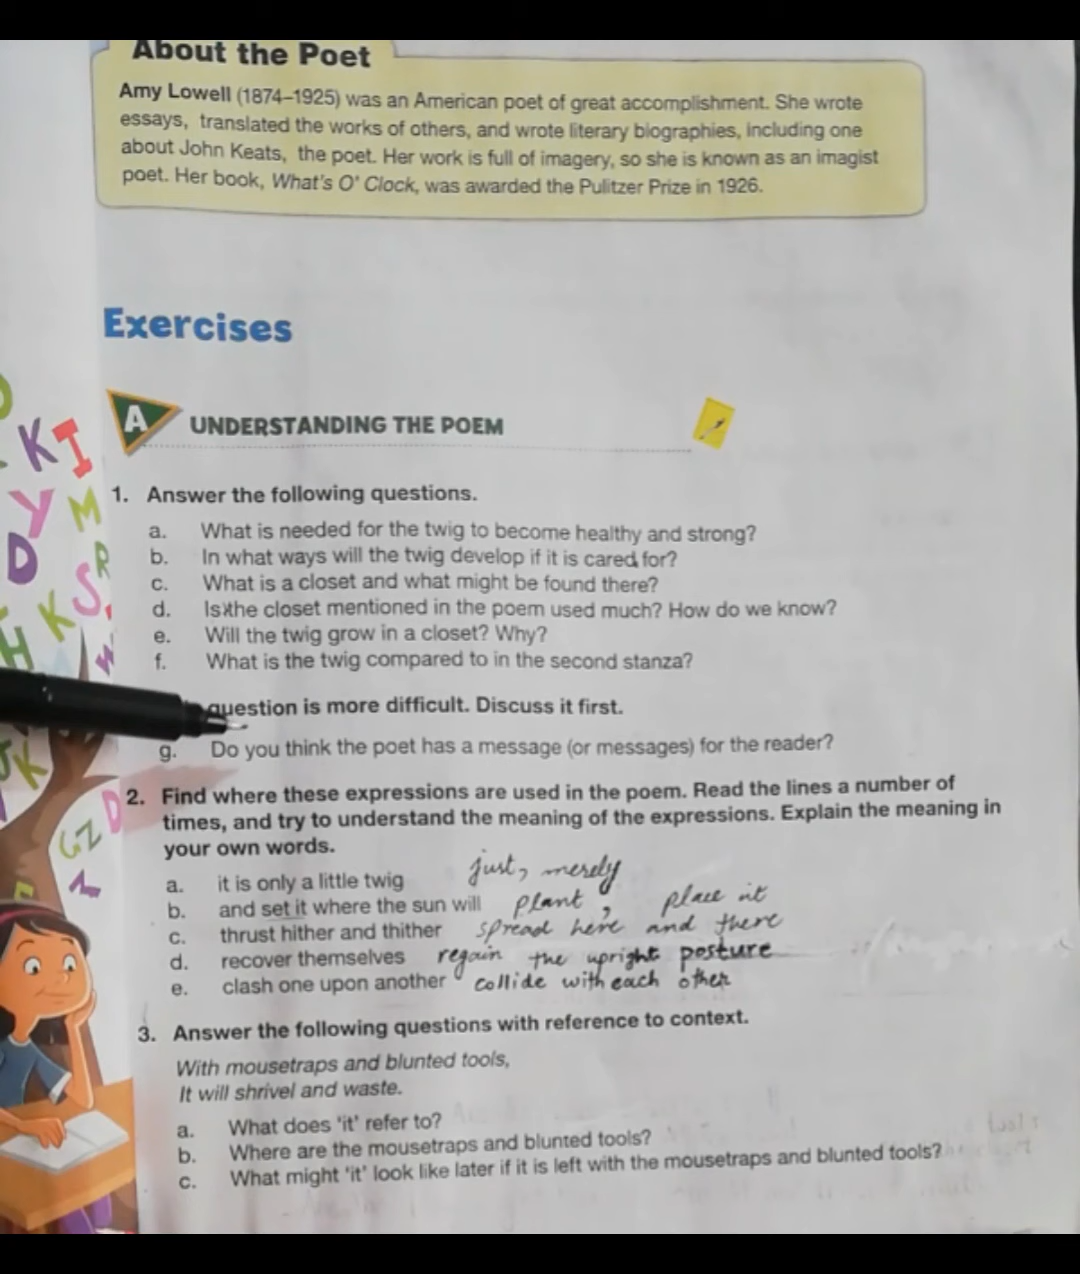 About the Poet
Amy Lowell (1874–1925) was an American poet of great accomplishment. She wrote
essays, translated the works of others, and wrote literary biographies, including one
about John Keats, the poet. Her work is full of imagery, so she is known as an imagist
poet. Her book, What's O' Clock, was awarded the Pulitzer Prize in 1926.
Exercises
A UNDERSTANDING THE POEM
1. Answer the following questions.
a. What is needed for the twig to become healthy and strong?
b. In what ways will the twig develop if it is cared for?
c. What is a closet and what might be found there?
d. Is the closet mentioned in the poem used much? How do we know?
e. Will the twig grow in a closet? Why?
f. What is the twig compared to in the second stanza?
question is more difficult. Discuss it first.
g. Do you think the poet has a message (or messages) for the reader?
2. Find where these expressions are used in the poem. Read the lines a number of
times, and try to understand the meaning of the expressions. Explain the meaning in
your own words.
a. it is only a little twig just, merely
b. and set it where the sun will plant, place it
c. thrust hither and thither spread here and there
d. recover themselves regain the upright posture
e. clash one upon another collide with each other
3. Answer the following questions with reference to context.
With mousetraps and blunted tools,
It will shrivel and waste.
a. What does 'it' refer to?
b. Where are the mousetraps and blunted tools?
c. What might 'it' look like later if it is left with the mousetraps and blunted tools?
K I
Y M
D R
K S
H W
J K
D
G Z